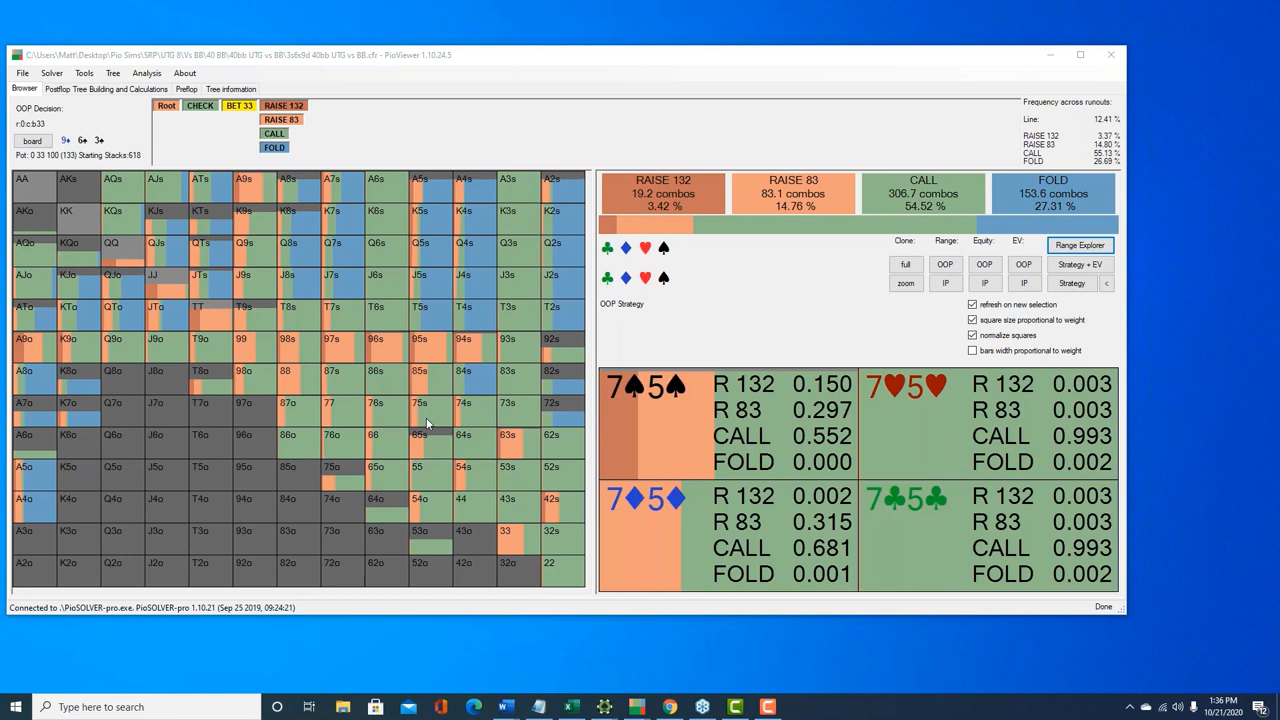 C:\Users\Matt\Desktop\Pio Sims\SRP\UTG 8\Vs BB\40 BB\40bb UTG vs BB\3s6s9d 40bb UTG vs BB.cfr - PioViewer 1.10.24.5
File Solver Tools Tree Analysis About
Browser Postflop Tree Building and Calculations Preflop Tree information
OOP Decision:
r:0:c:b33
board 9♦ 6♠ 3♠
Pot: 0 33 100 (133) Starting Stacks:618
Root CHECK BET 33 RAISE 132
RAISE 83
CALL
FOLD
Frequency across runouts:
Line: 12.41 %
RAISE 132 3.37 %
RAISE 83 14.80 %
CALL 55.13 %
FOLD 26.69 %
AA AKs AQs AJs ATs A9s A8s A7s A6s A5s A4s A3s A2s
AKo KK KQs KJs KTs K9s K8s K7s K6s K5s K4s K3s K2s
AQo KQo QQ QJs QTs Q9s Q8s Q7s Q6s Q5s Q4s Q3s Q2s
AJo KJo QJo JJ JTs J9s J8s J7s J6s J5s J4s J3s J2s
ATo KTo QTo JTo TT T9s T8s T7s T6s T5s T4s T3s T2s
A9o K9o Q9o J9o T9o 99 98s 97s 96s 95s 94s 93s 92s
A8o K8o Q8o J8o T8o 98o 88 87s 86s 85s 84s 83s 82s
A7o K7o Q7o J7o T7o 97o 87o 77 76s 75s 74s 73s 72s
A6o K6o Q6o J6o T6o 96o 86o 76o 66 65s 64s 63s 62s
A5o K5o Q5o J5o T5o 95o 85o 75o 65o 55 54s 53s 52s
A4o K4o Q4o J4o T4o 94o 84o 74o 64o 54o 44 43s 42s
A3o K3o Q3o J3o T3o 93o 83o 73o 63o 53o 43o 33 32s
A2o K2o Q2o J2o T2o 92o 82o 72o 62o 52o 42o 32o 22
RAISE 132 RAISE 83 CALL FOLD
19.2 combos 83.1 combos 306.7 combos 153.6 combos
3.42 % 14.76 % 54.52 % 27.31 %
♣ ♦ ♥ ♠
♣ ♦ ♥ ♠
Clone: Range: Equity: EV: Range Explorer
full OOP OOP OOP Strategy + EV
zoom IP IP IP Strategy <
OOP Strategy
refresh on new selection
square size proportional to weight
normalize squares
bars width proportional to weight
7♠5♠ R 132 0.150
R 83 0.297
CALL 0.552
FOLD 0.000
7♥5♥ R 132 0.003
R 83 0.003
CALL 0.993
FOLD 0.002
7♦5♦ R 132 0.002
R 83 0.315
CALL 0.681
FOLD 0.001
7♣5♣ R 132 0.003
R 83 0.003
CALL 0.993
FOLD 0.002
Connected to .\PioSOLVER-pro.exe. PioSOLVER-pro 1.10.21 (Sep 25 2019, 09:24:21) Done
Type here to search
1:36 PM
10/21/2020
12